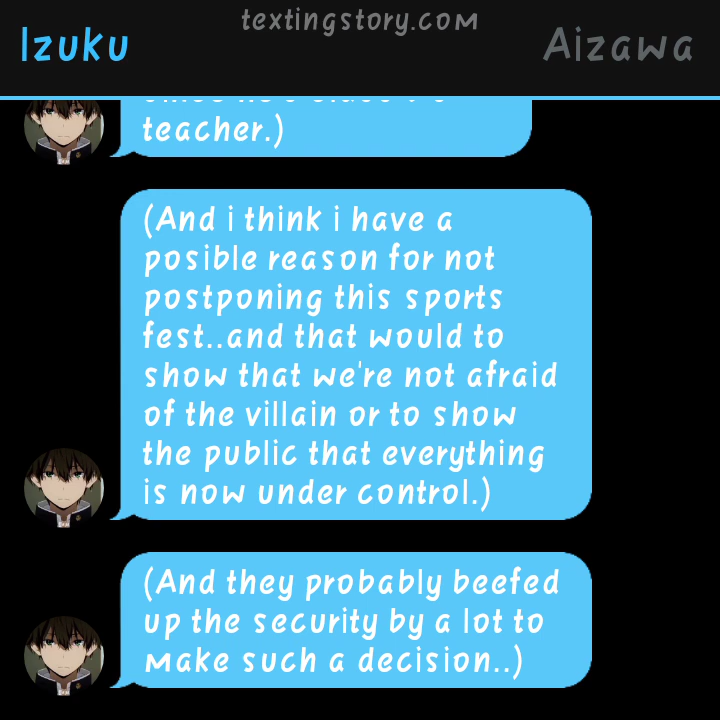 textingstory.com
Izuku
Aizawa
teacher.)
(And i think i have a
posible reason for not
postponing this sports
fest..and that would to
show that we're not afraid
of the villain or to show
the public that everything
is now under control.)
(And they probably beefed
up the security by a lot to
make such a decision..)